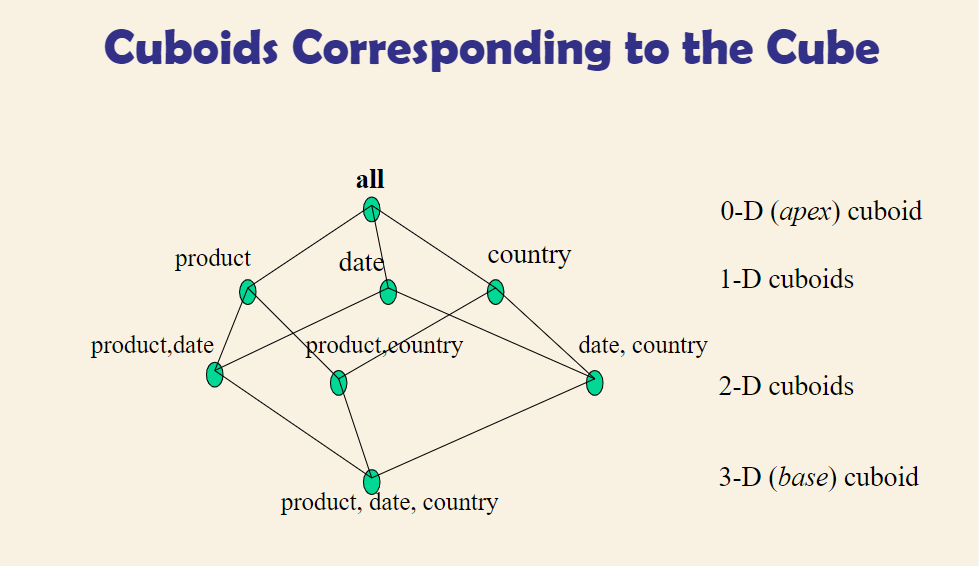 Cuboids Corresponding to the Cube
all
0-D (apex) cuboid
product
date
country
1-D cuboids
product,date
product,country
date, country
2-D cuboids
3-D (base) cuboid
product, date, country